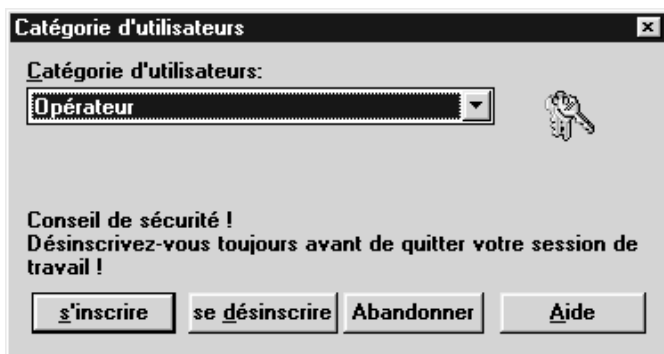 Catégorie d'utilisateurs
Catégorie d'utilisateurs:
Opérateur
Conseil de sécurité !
Désinscrivez-vous toujours avant de quitter votre session de
travail !
s'inscrire se désinscrire Abandonner Aide